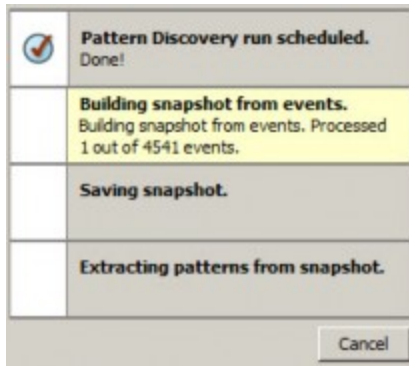 Pattern Discovery run scheduled.
Done!
Building snapshot from events.
Building snapshot from events. Processed
1 out of 4541 events.
Saving snapshot.
Extracting patterns from snapshot.
Cancel